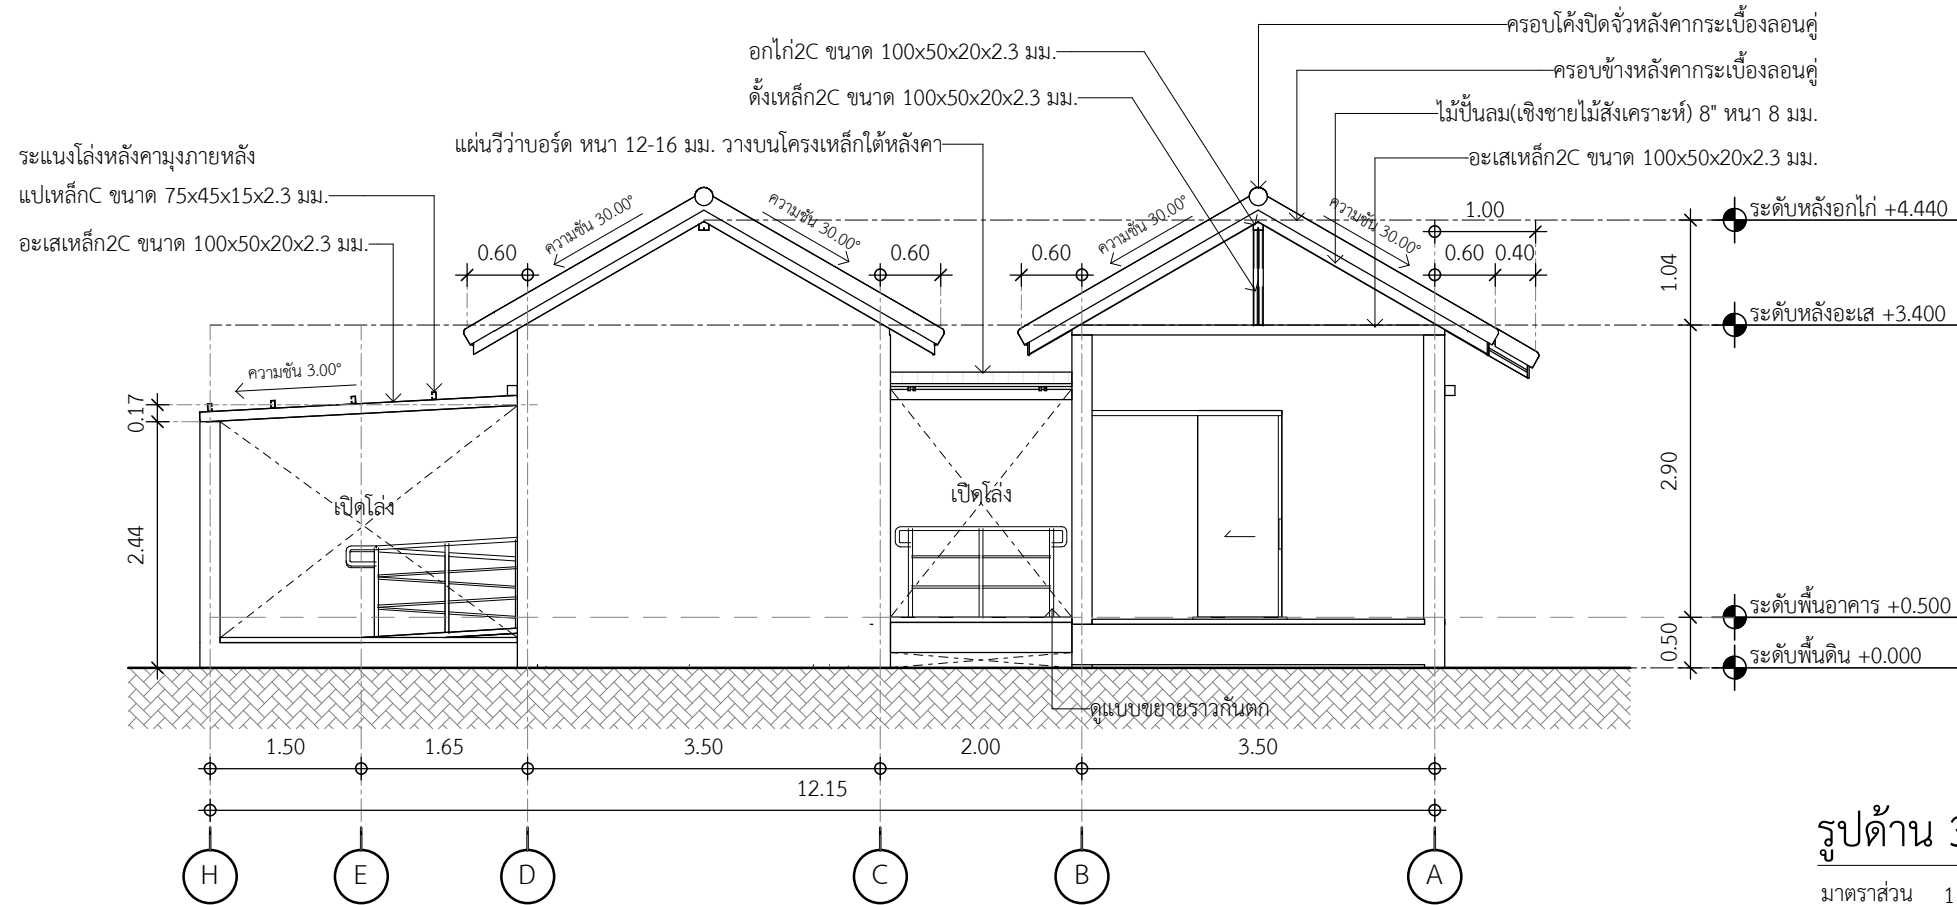 ครอบโค้งปิดจั่วหลังคากระเบื้องลอนคู่
อกไก่2C ขนาด 100x50x20x2.3 มม.
ครอบข้างหลังคากระเบื้องลอนคู่
ดั้งเหล็ก2C ขนาด 100x50x20x2.3 มม.
ไม้ปั้นลม(เชิงชายไม้สังเคราะห์) 8" หนา 8 มม.
แผ่นวีว่าบอร์ด หนา 12-16 มม. วางบนโครงเหล็กใต้หลังคา
อะเสเหล็ก2C ขนาด 100x50x20x2.3 มม.
ระแนงโล่งหลังคามุงภายหลัง
แปเหล็กC ขนาด 75x45x15x2.3 มม.
อะเสเหล็ก2C ขนาด 100x50x20x2.3 มม.
ความชัน 30.00°
ความชัน 30.00°
ความชัน 30.00°
ความชัน 30.00°
1.00
ระดับหลังอกไก่ +4.440
0.60
0.60
0.60
0.60
0.40
1.04
ระดับหลังอะเส +3.400
ความชัน 3.00°
0.17
2.90
เปิดโล่ง
เปิดโล่ง
2.44
ระดับพื้นอาคาร +0.500
0.50
ระดับพื้นดิน +0.000
ดูแบบขยายราวกันตก
1.50
1.65
3.50
2.00
3.50
12.15
H
E
D
C
B
A
รูปด้าน 3
มาตราส่วน 1